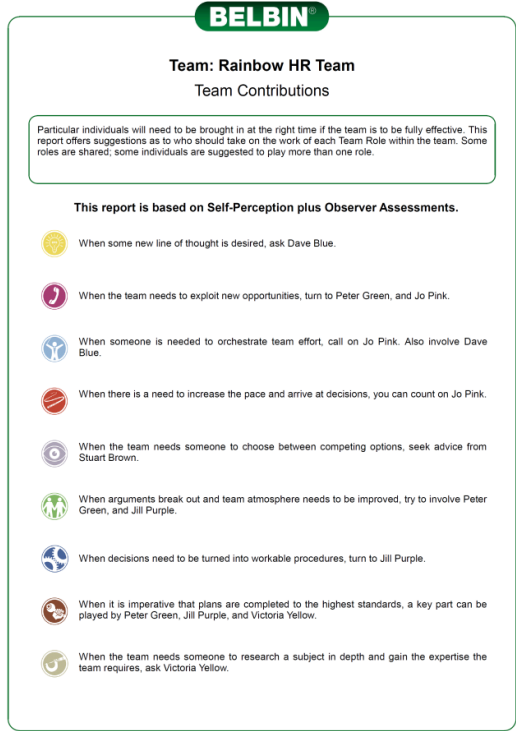 BELBIN®
Team: Rainbow HR Team
Team Contributions
Particular individuals will need to be brought in at the right time if the team is to be fully effective. This
report offers suggestions as to who should take on the work of each Team Role within the team. Some
roles are shared; some individuals are suggested to play more than one role.
This report is based on Self-Perception plus Observer Assessments.
When some new line of thought is desired, ask Dave Blue.
When the team needs to exploit new opportunities, turn to Peter Green, and Jo Pink.
When someone is needed to orchestrate team effort, call on Jo Pink. Also involve Dave
Blue.
When there is a need to increase the pace and arrive at decisions, you can count on Jo Pink.
When the team needs someone to choose between competing options, seek advice from
Stuart Brown.
When arguments break out and team atmosphere needs to be improved, try to involve Peter
Green, and Jill Purple.
When decisions need to be turned into workable procedures, turn to Jill Purple.
When it is imperative that plans are completed to the highest standards, a key part can be
played by Peter Green, Jill Purple, and Victoria Yellow.
When the team needs someone to research a subject in depth and gain the expertise the
team requires, ask Victoria Yellow.